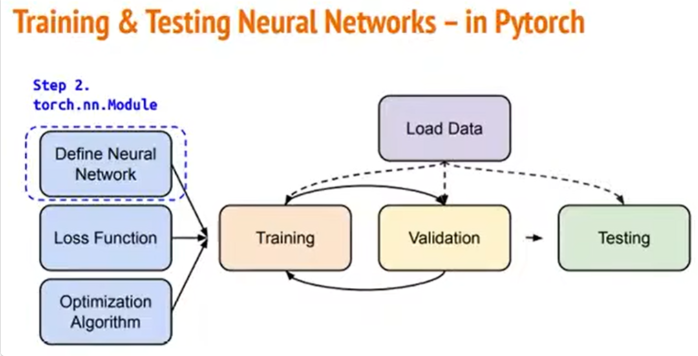 Training & Testing Neural Networks – in Pytorch
Step 2.
torch.nn.Module
Load Data
Define Neural
Network
Loss Function
Training
Validation
Testing
Optimization
Algorithm